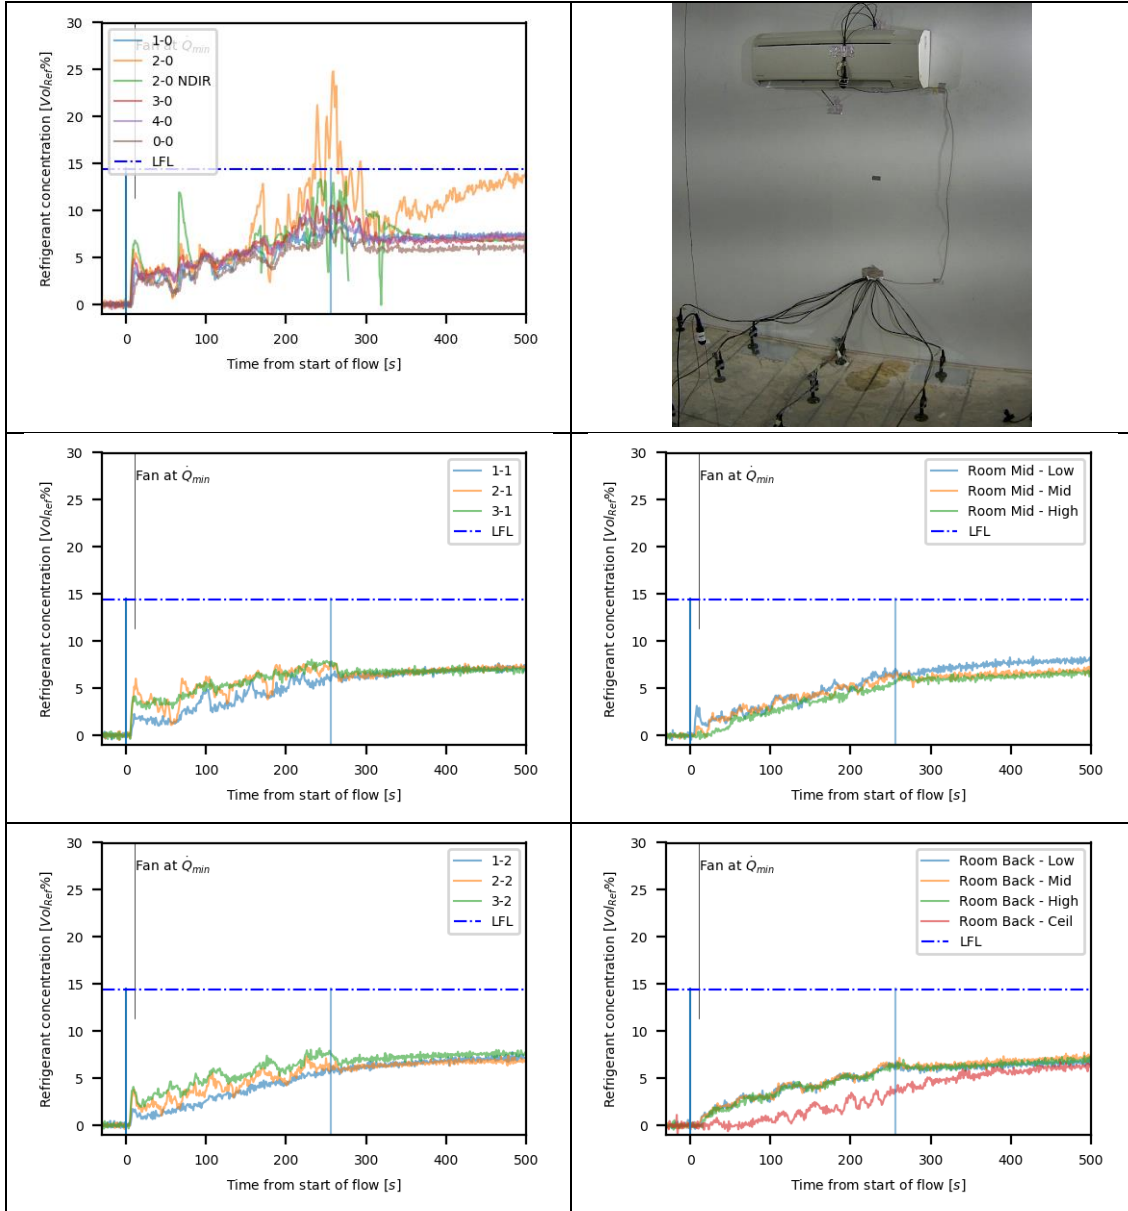 30
25
20
15
10
5
0
Refrigerant concentration [Vol_Ref%]
Fan at Q̇_min
1-0
2-0
2-0 NDIR
3-0
4-0
0-0
LFL
0 100 200 300 400 500
Time from start of flow [s]
30
25
20
15
10
5
0
Refrigerant concentration [Vol_Ref%]
Fan at Q̇_min
1-1
2-1
3-1
LFL
0 100 200 300 400 500
Time from start of flow [s]
30
25
20
15
10
5
0
Refrigerant concentration [Vol_Ref%]
Fan at Q̇_min
Room Mid - Low
Room Mid - Mid
Room Mid - High
LFL
0 100 200 300 400 500
Time from start of flow [s]
30
25
20
15
10
5
0
Refrigerant concentration [Vol_Ref%]
Fan at Q̇_min
1-2
2-2
3-2
LFL
0 100 200 300 400 500
Time from start of flow [s]
30
25
20
15
10
5
0
Refrigerant concentration [Vol_Ref%]
Fan at Q̇_min
Room Back - Low
Room Back - Mid
Room Back - High
Room Back - Ceil
LFL
0 100 200 300 400 500
Time from start of flow [s]